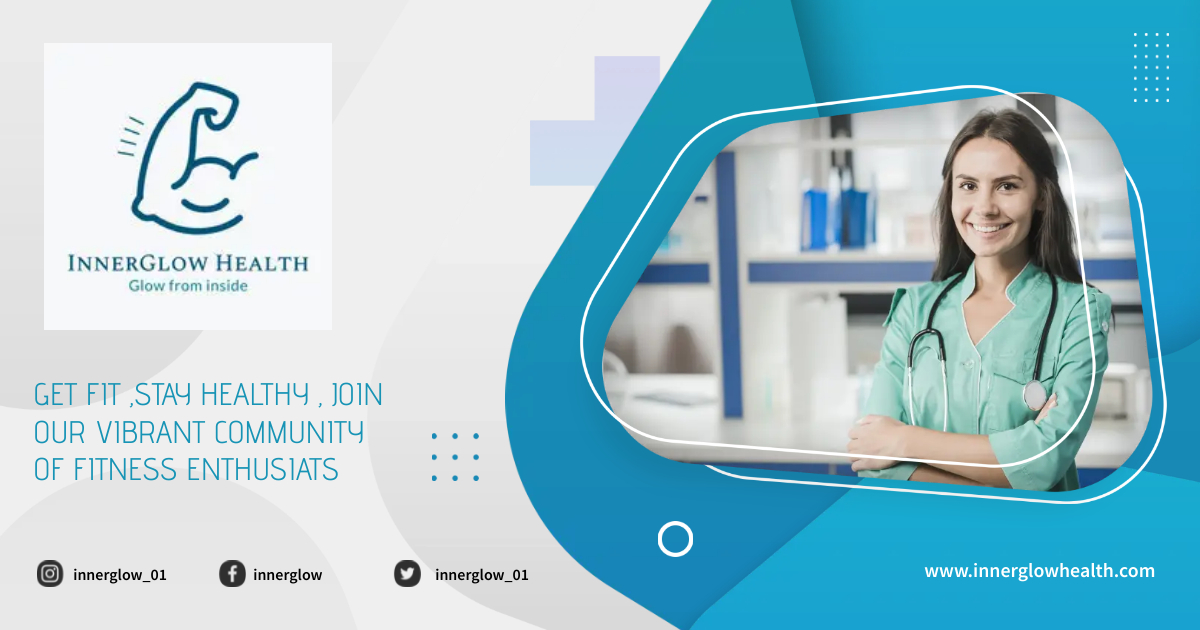 INNERGLOW HEALTH
Glow from inside
GET FIT ,STAY HEALTHY , JOIN
OUR VIBRANT COMMUNITY
OF FITNESS ENTHUSIATS
innerglow_01
innerglow
innerglow_01
www.innerglowhealth.com